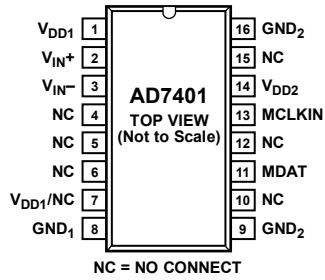 VDD1 1
VIN+ 2
VIN– 3
NC 4
NC 5
NC 6
VDD1/NC 7
GND1 8
AD7401
TOP VIEW
(Not to Scale)
16 GND2
15 NC
14 VDD2
13 MCLKIN
12 NC
11 MDAT
10 NC
9 GND2
NC = NO CONNECT